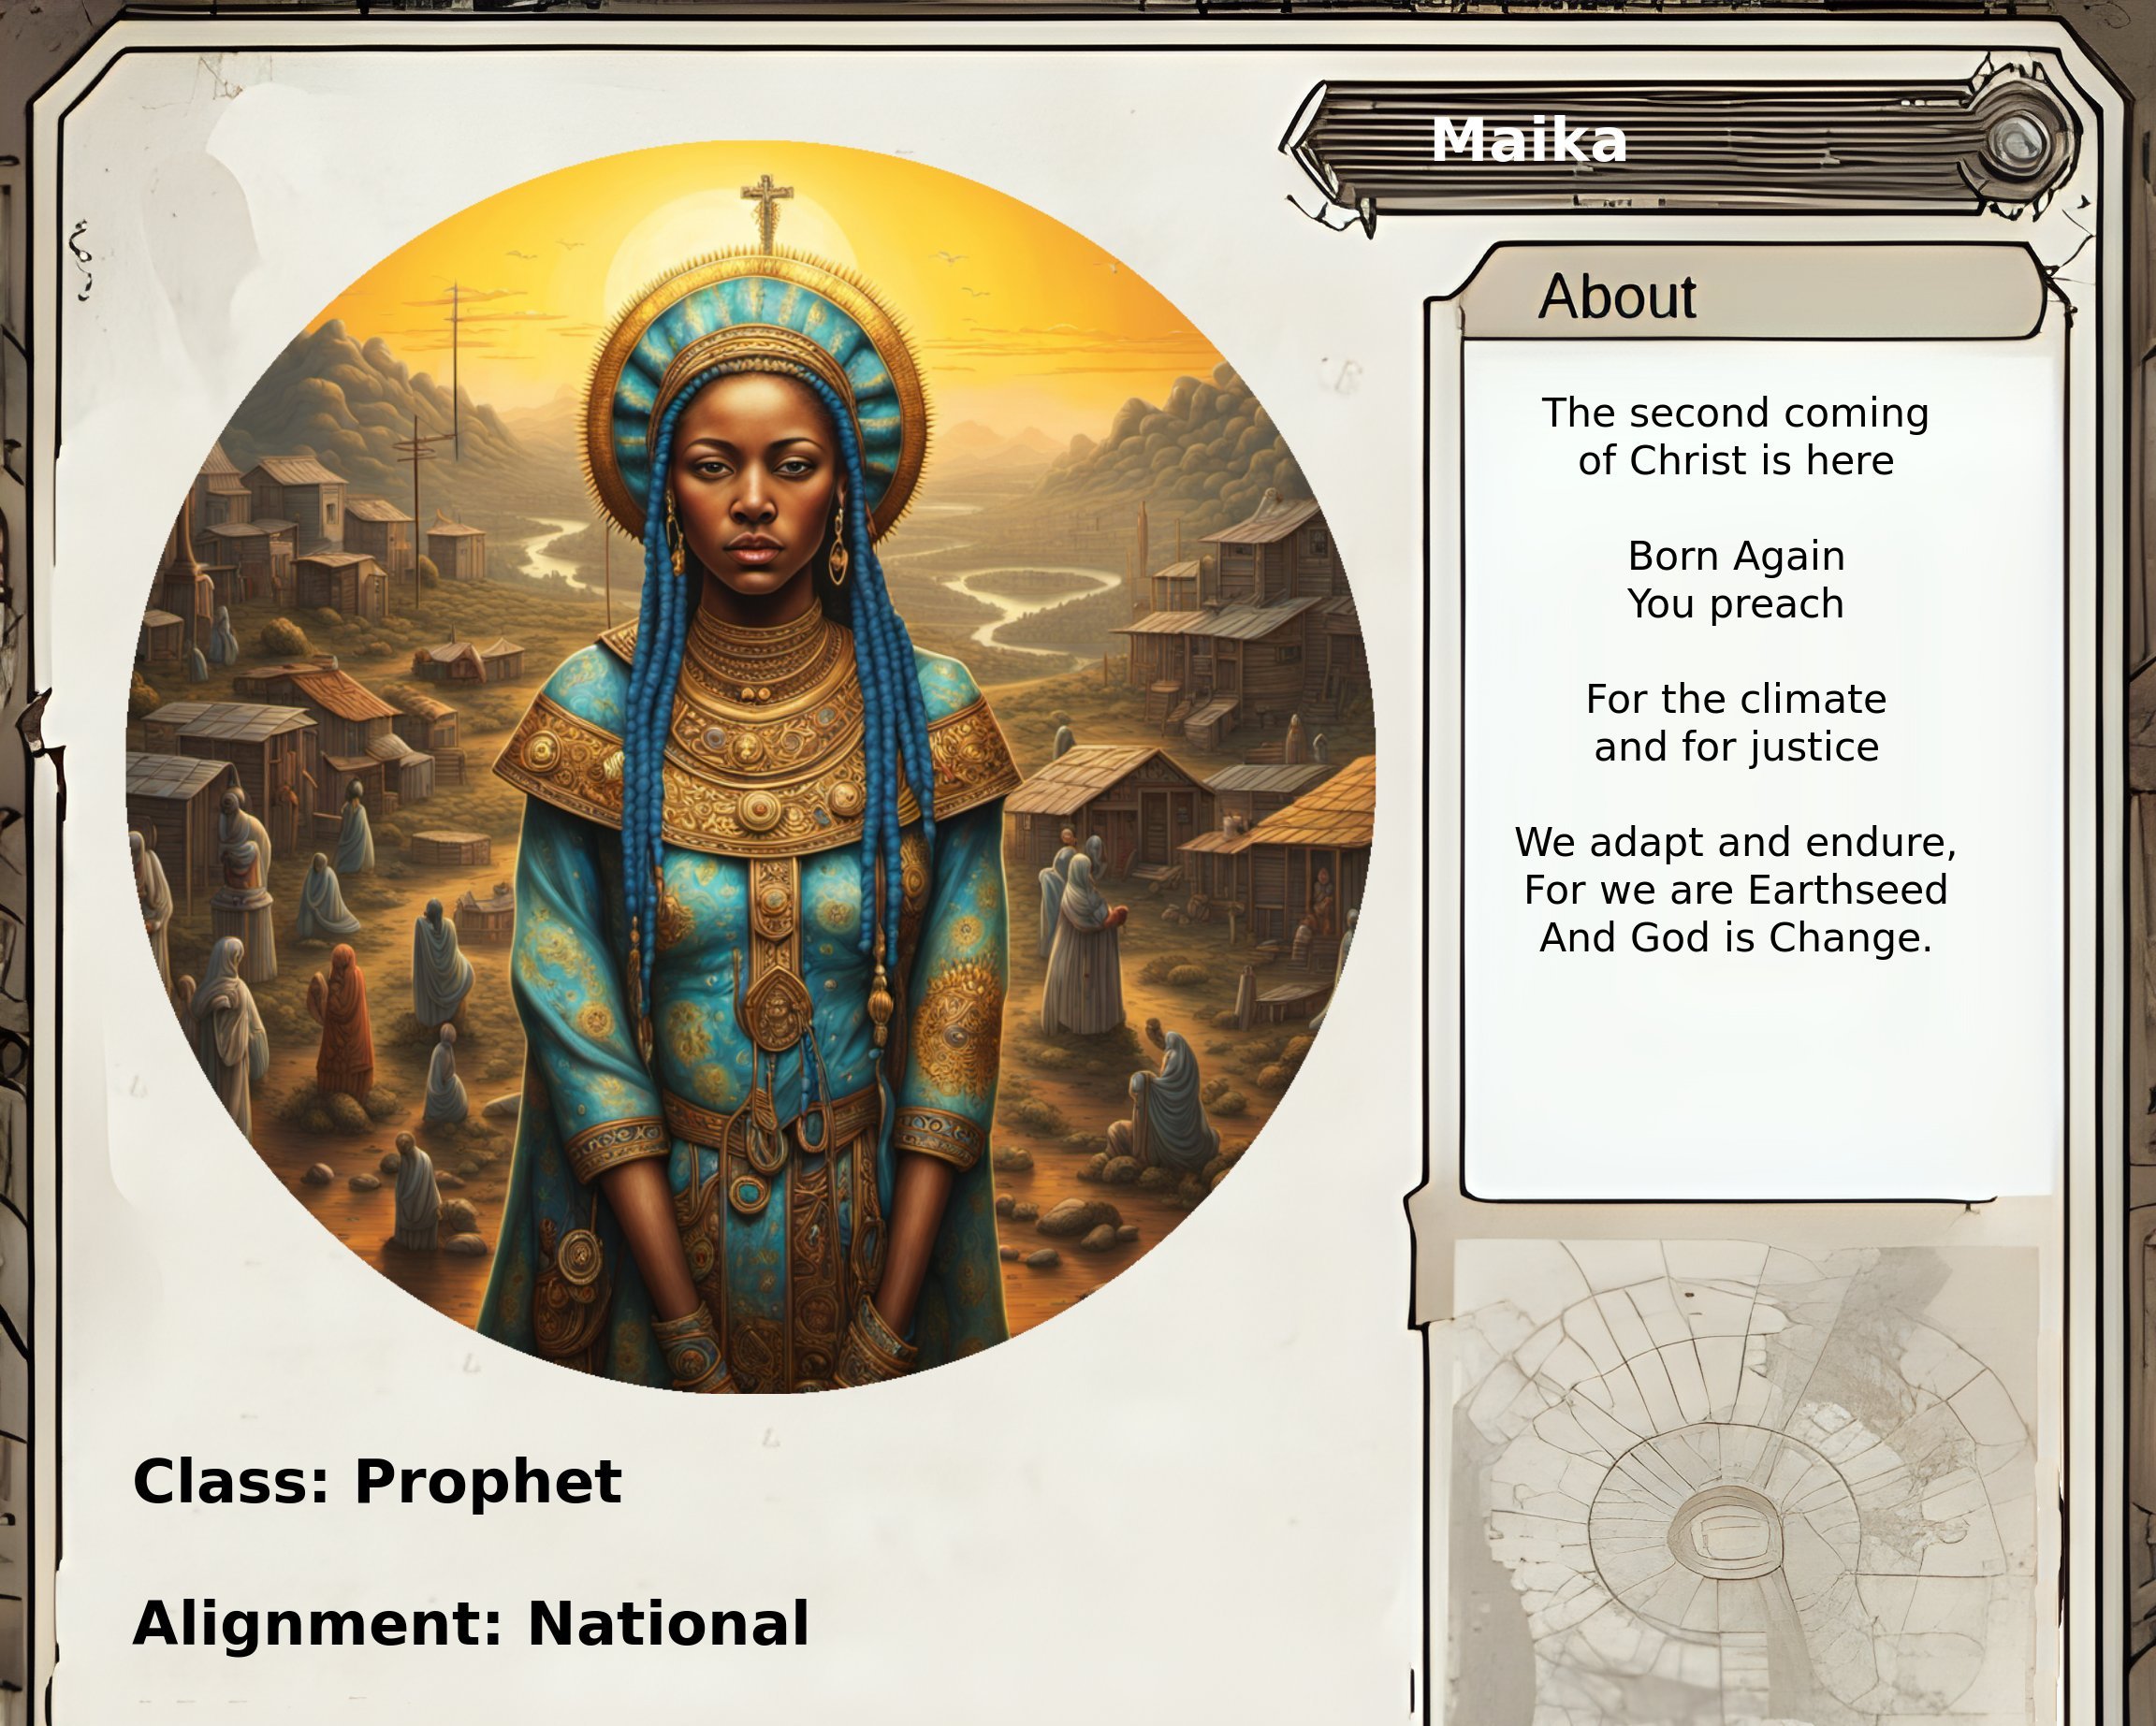 Maika
About
The second coming
of Christ is here
Born Again
You preach
For the climate
and for justice
We adapt and endure,
For we are Earthseed
And God is Change.
Class: Prophet
Alignment: National